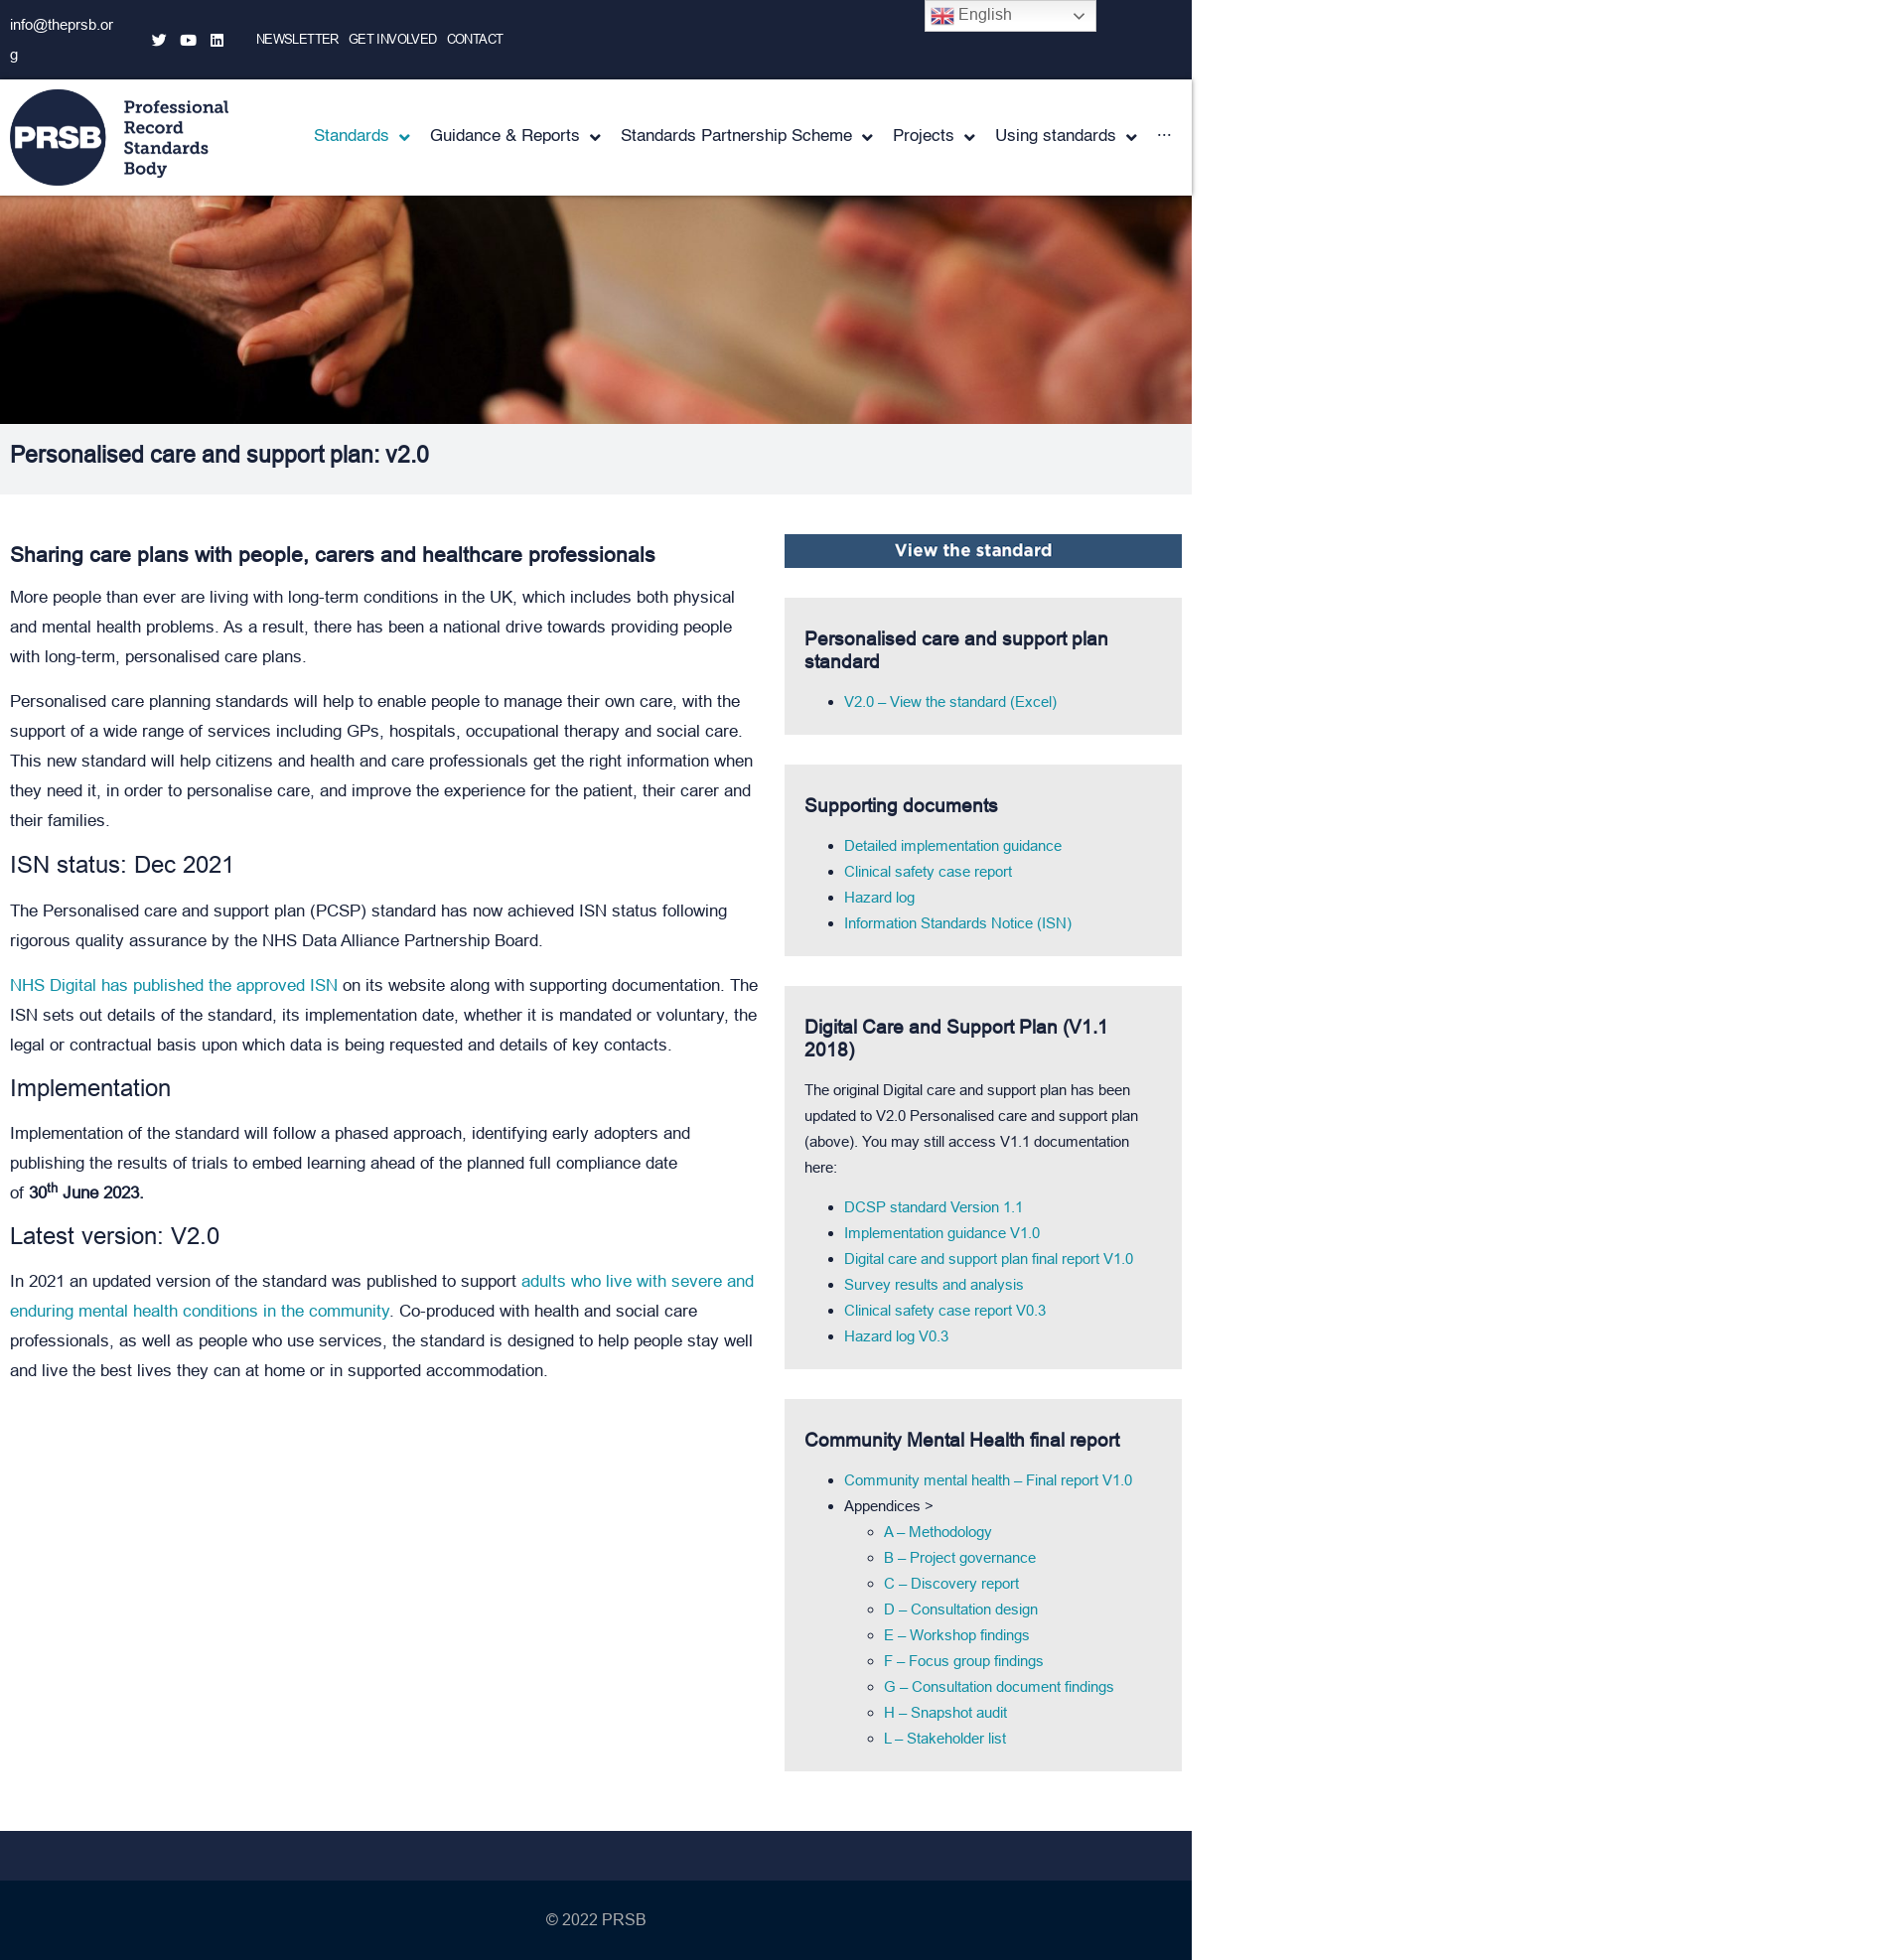 info@theprsb.or
g
NEWSLETTER GET INVOLVED CONTACT
English
PRSB
Professional
Record
Standards
Body
Standards Guidance & Reports Standards Partnership Scheme Projects Using standards ...
Personalised care and support plan: v2.0
Sharing care plans with people, carers and healthcare professionals
More people than ever are living with long-term conditions in the UK, which includes both physical
and mental health problems. As a result, there has been a national drive towards providing people
with long-term, personalised care plans.
Personalised care planning standards will help to enable people to manage their own care, with the
support of a wide range of services including GPs, hospitals, occupational therapy and social care.
This new standard will help citizens and health and care professionals get the right information when
they need it, in order to personalise care, and improve the experience for the patient, their carer and
their families.
ISN status: Dec 2021
The Personalised care and support plan (PCSP) standard has now achieved ISN status following
rigorous quality assurance by the NHS Data Alliance Partnership Board.
NHS Digital has published the approved ISN on its website along with supporting documentation. The
ISN sets out details of the standard, its implementation date, whether it is mandated or voluntary, the
legal or contractual basis upon which data is being requested and details of key contacts.
Implementation
Implementation of the standard will follow a phased approach, identifying early adopters and
publishing the results of trials to embed learning ahead of the planned full compliance date
of 30th June 2023.
Latest version: V2.0
In 2021 an updated version of the standard was published to support adults who live with severe and
enduring mental health conditions in the community. Co-produced with health and social care
professionals, as well as people who use services, the standard is designed to help people stay well
and live the best lives they can at home or in supported accommodation.
View the standard
Personalised care and support plan
standard
V2.0 – View the standard (Excel)
Supporting documents
Detailed implementation guidance
Clinical safety case report
Hazard log
Information Standards Notice (ISN)
Digital Care and Support Plan (V1.1
2018)
The original Digital care and support plan has been
updated to V2.0 Personalised care and support plan
(above). You may still access V1.1 documentation
here:
DCSP standard Version 1.1
Implementation guidance V1.0
Digital care and support plan final report V1.0
Survey results and analysis
Clinical safety case report V0.3
Hazard log V0.3
Community Mental Health final report
Community mental health – Final report V1.0
Appendices >
A – Methodology
B – Project governance
C – Discovery report
D – Consultation design
E – Workshop findings
F – Focus group findings
G – Consultation document findings
H – Snapshot audit
L – Stakeholder list
© 2022 PRSB